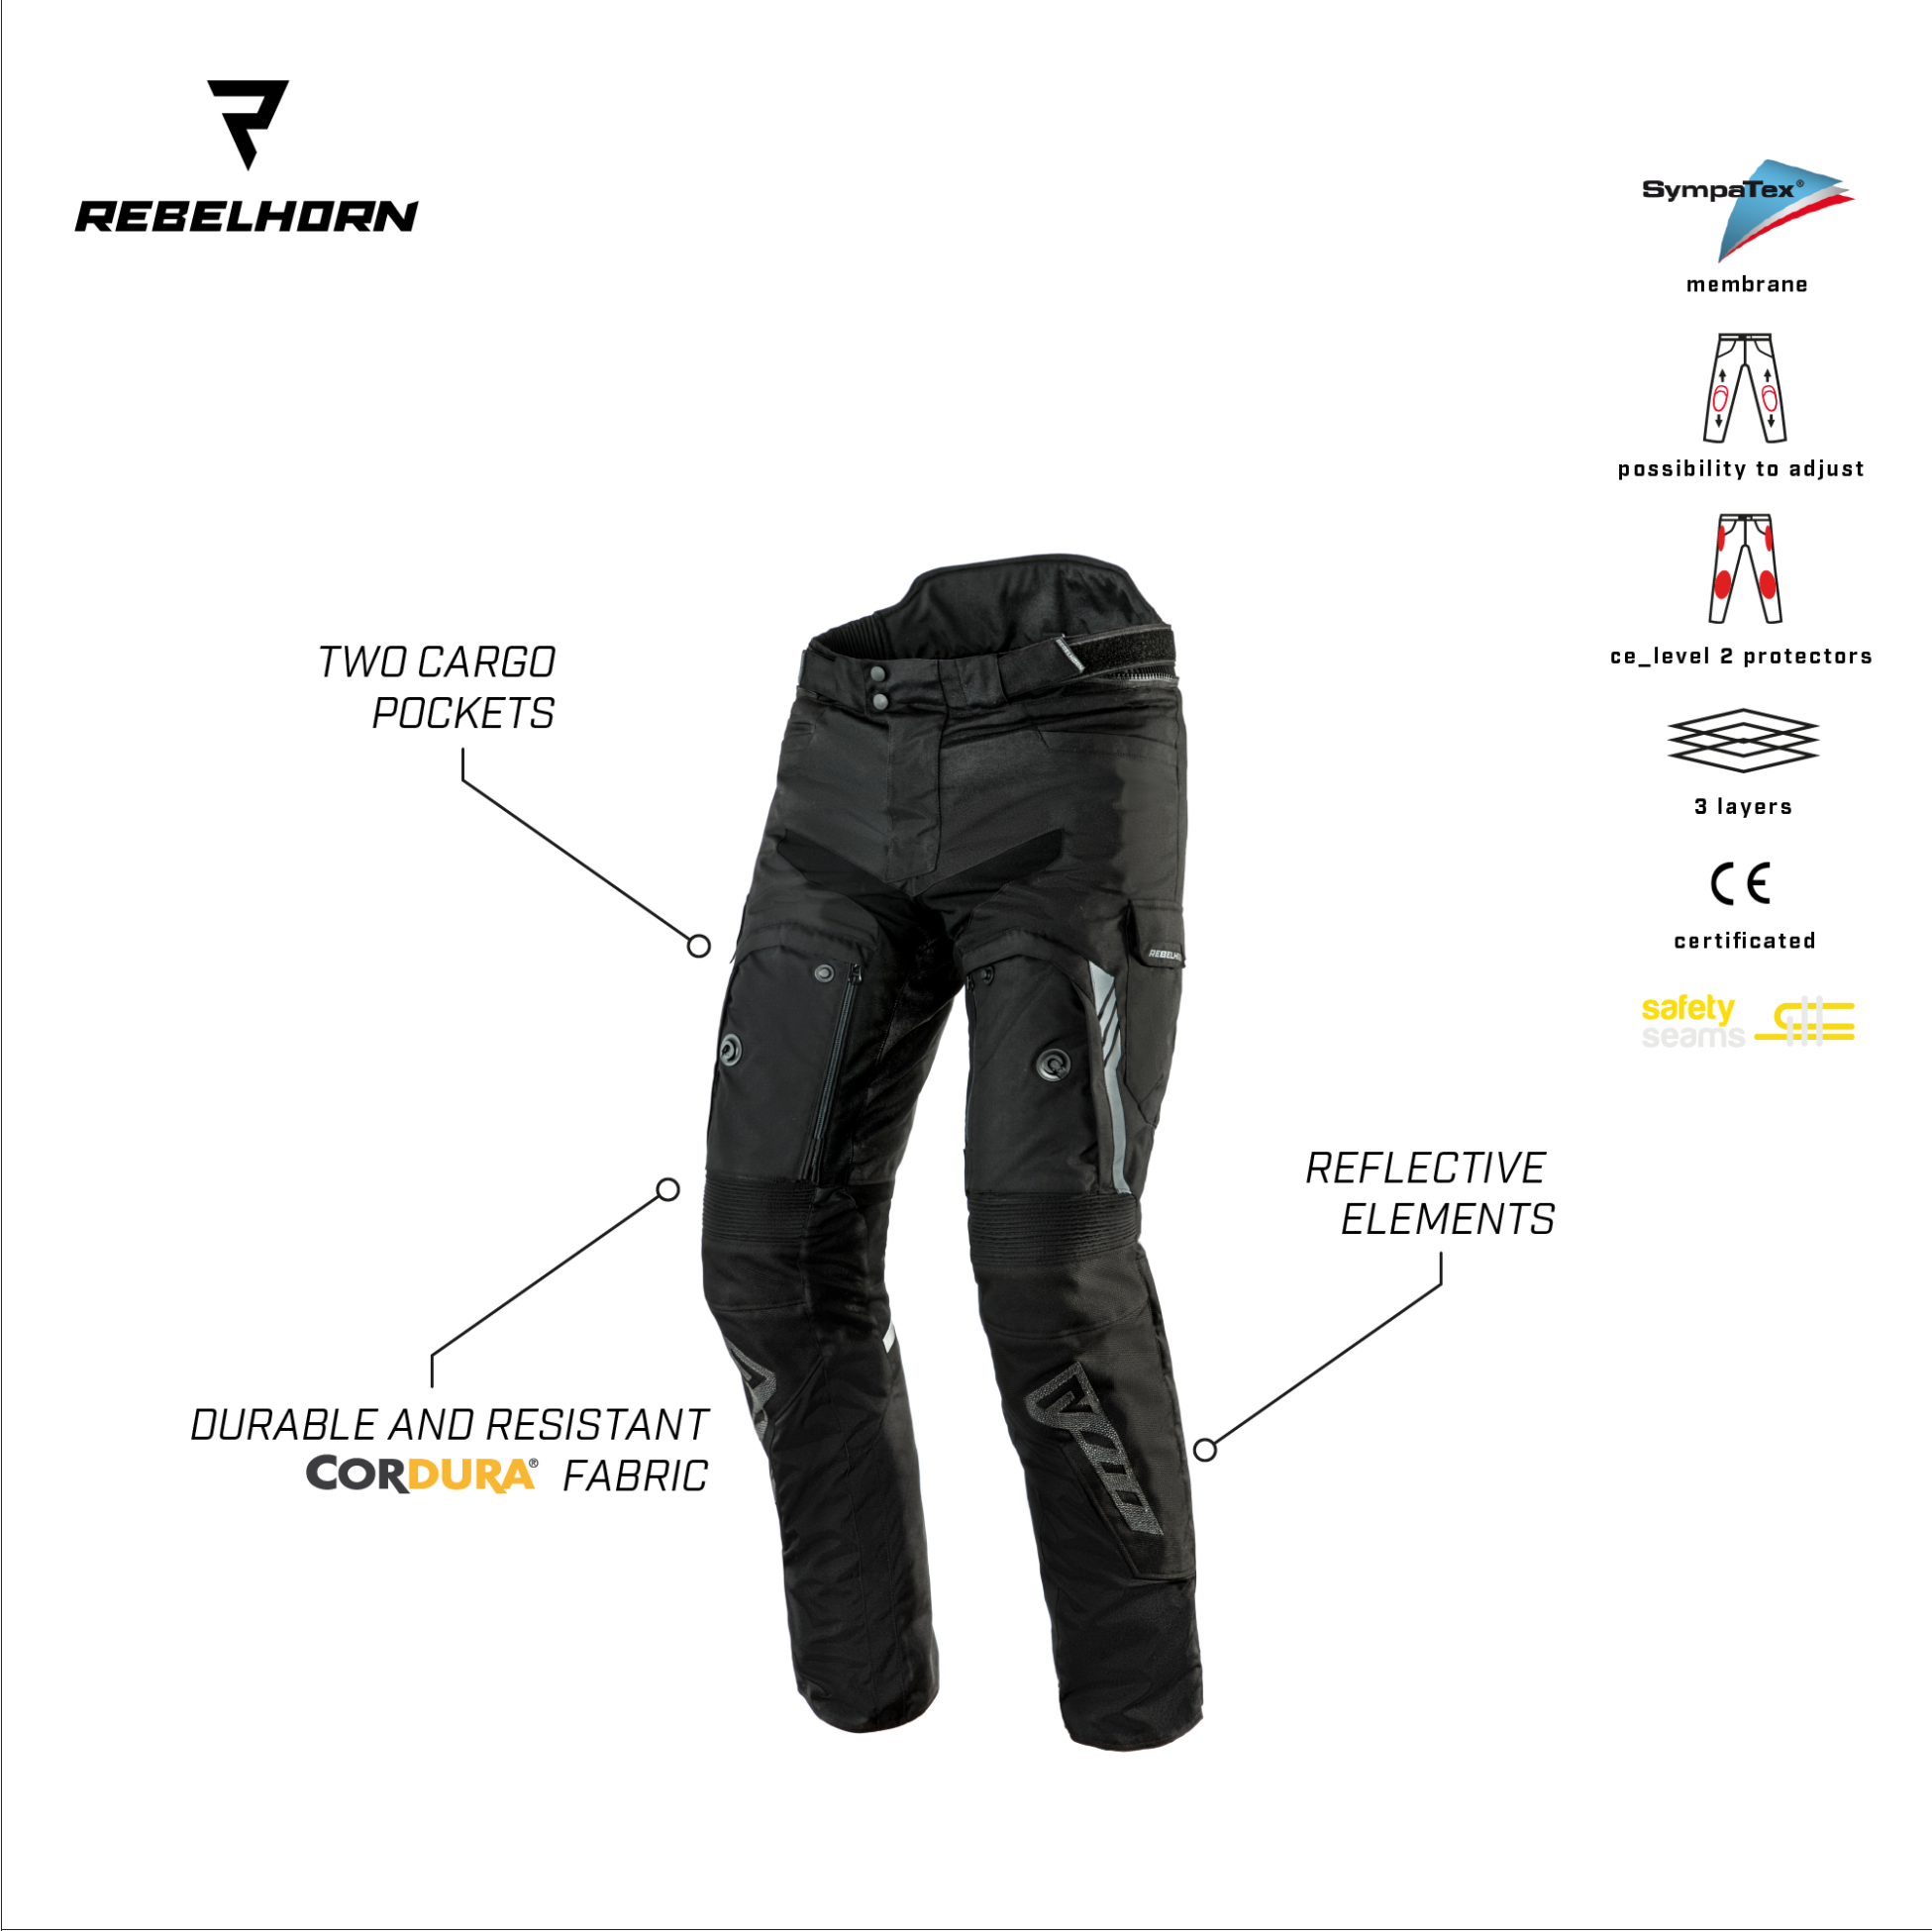 REBELHORN
SympaTex®
membrane
possibility to adjust
ce_level 2 protectors
3 layers
CE
certificated
safety
seams
TWO CARGO
POCKETS
REBELHO
REFLECTIVE
ELEMENTS
DURABLE AND RESISTANT
CORDURA® FABRIC